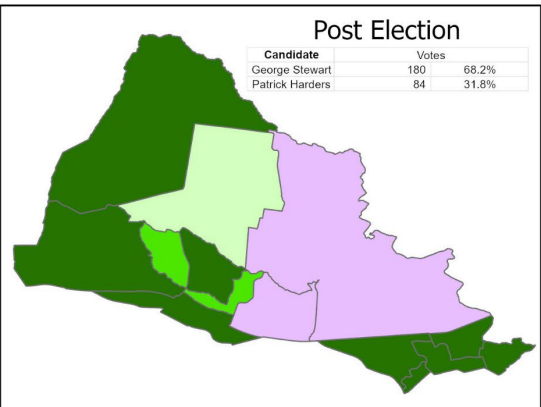 Post Election
Candidate Votes
George Stewart 180 68.2%
Patrick Harders 84 31.8%